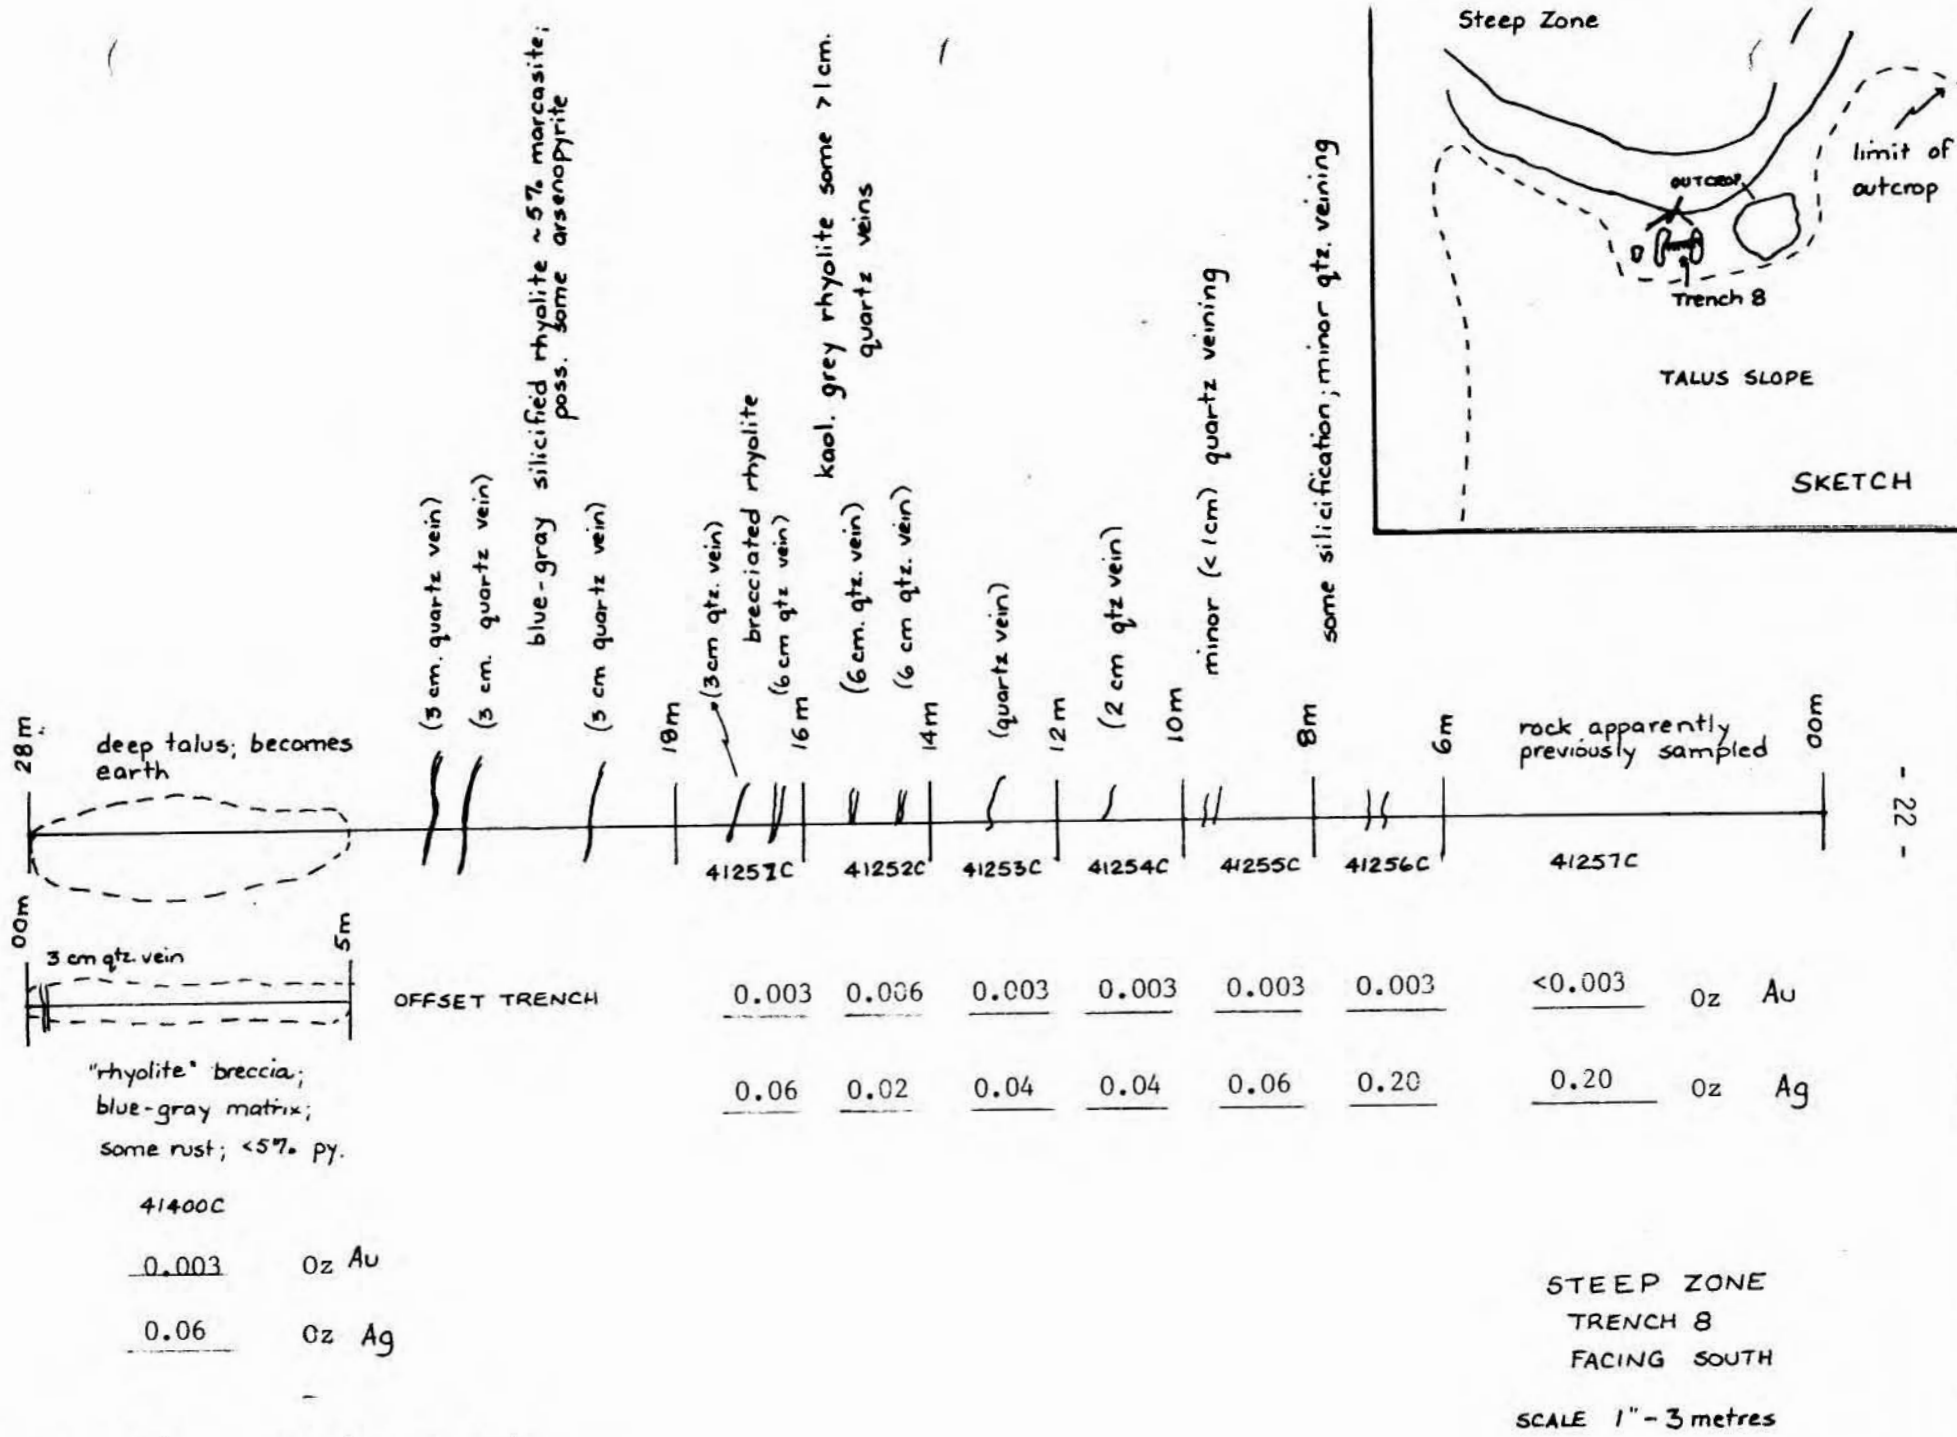 Steep Zone
OUTCROP
limit of
outcrop
Trench 8
TALUS SLOPE
SKETCH
blue-gray silicified rhyolite ~5% marcasite;
poss. some arsenopyrite
kaol. grey rhyolite some >1cm.
quartz veins
some silicification; minor qtz. veining
minor (<1cm) quartz veining
brecciated rhyolite
(3 cm. quartz vein)
(3 cm. quartz vein)
(3 cm quartz vein)
(3cm qtz. vein)
(6 cm qtz vein)
(6 cm. qtz. vein)
(6 cm qtz. vein)
(quartz vein)
(2 cm qtz vein)
28m.
deep talus; becomes
earth
18m
16m
14m
12m
10m
8m
6m
rock apparently
previously sampled
00m
- 22 -
41251C 41252C 41253C 41254C 41255C 41256C 41257C
00m
5m
3 cm qtz. vein
OFFSET TRENCH
0.003 0.006 0.003 0.003 0.003 0.003 <0.003 Oz Au
0.06 0.02 0.04 0.04 0.06 0.20 0.20 Oz Ag
"rhyolite" breccia;
blue-gray matrix;
some rust; <5% py.
41400C
0.003 Oz Au
0.06 Oz Ag
STEEP ZONE
TRENCH 8
FACING SOUTH
SCALE 1" - 3 metres